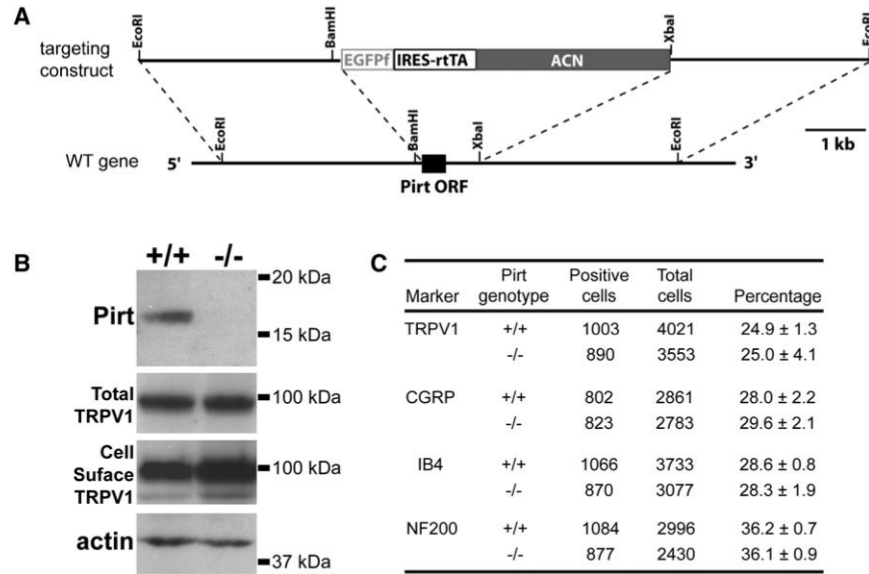 A
EcoRI
BamHI
XbaI
EcoRI
targeting
construct
EGFPf
IRES-rtTA
ACN
EcoRI
BamHI
XbaI
EcoRI
1 kb
WT gene
5'
3'
Pirt ORF
B
+/+ -/-
Pirt
20 kDa
15 kDa
Total
TRPV1
100 kDa
Cell
Suface
TRPV1
100 kDa
actin
37 kDa
C
Marker Pirt genotype Positive cells Total cells Percentage
TRPV1 +/+ 1003 4021 24.9 ± 1.3
-/- 890 3553 25.0 ± 4.1
CGRP +/+ 802 2861 28.0 ± 2.2
-/- 823 2783 29.6 ± 2.1
IB4 +/+ 1066 3733 28.6 ± 0.8
-/- 870 3077 28.3 ± 1.9
NF200 +/+ 1084 2996 36.2 ± 0.7
-/- 877 2430 36.1 ± 0.9